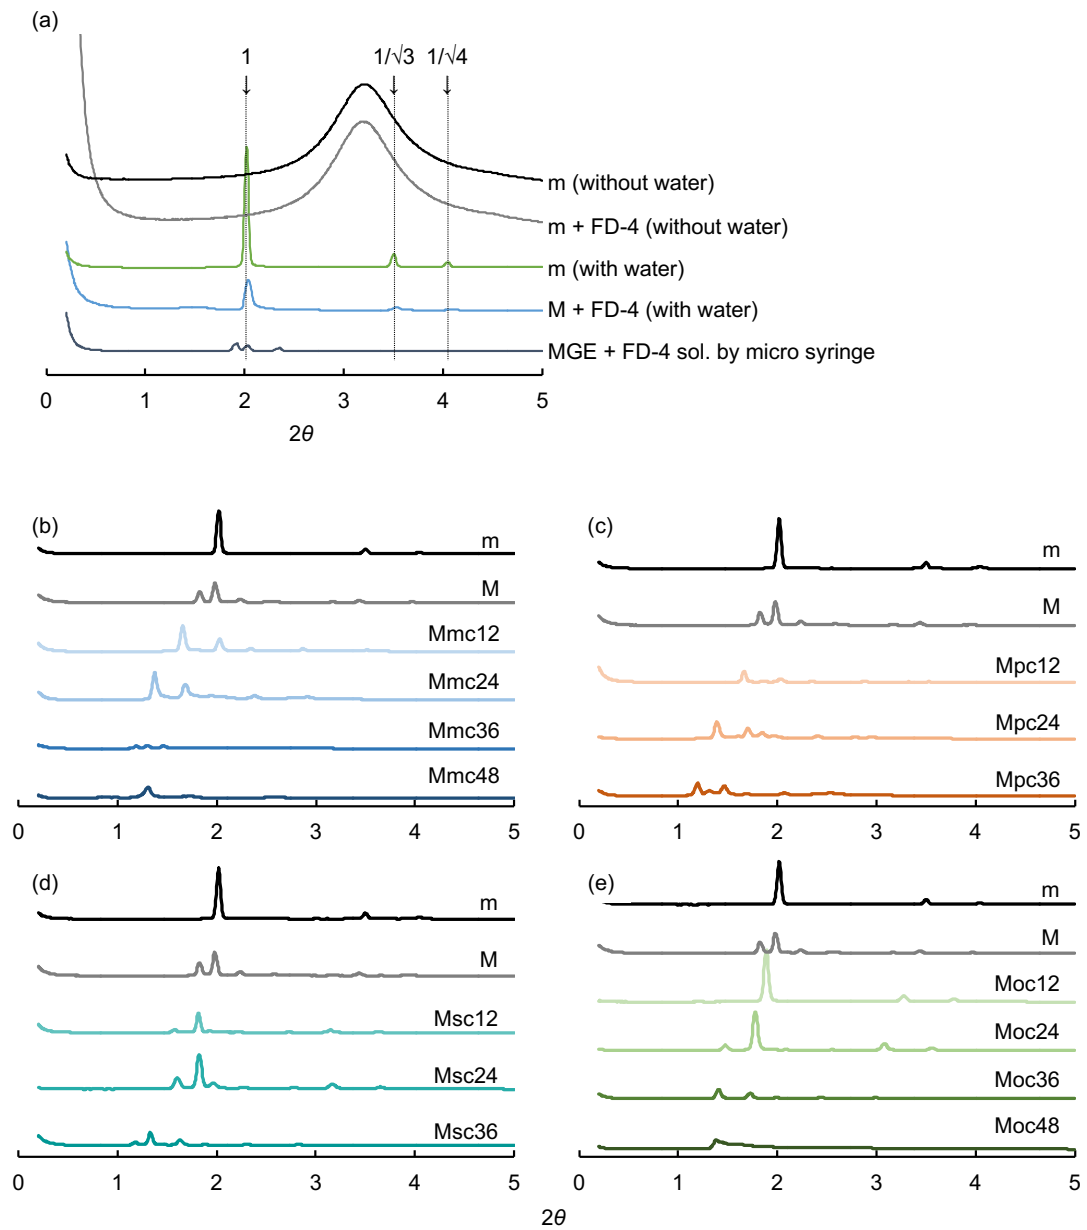 (a)
1 1/√3 1/√4
↓ ↓ ↓
m (without water)
m + FD-4 (without water)
m (with water)
M + FD-4 (with water)
MGE + FD-4 sol. by micro syringe
0 1 2 3 4 5
2θ
(b)
m
M
Mmc12
Mmc24
Mmc36
Mmc48
0 1 2 3 4 5
(c)
m
M
Mpc12
Mpc24
Mpc36
0 1 2 3 4 5
(d)
m
M
Msc12
Msc24
Msc36
0 1 2 3 4 5
(e)
m
M
Moc12
Moc24
Moc36
Moc48
0 1 2 3 4 5
2θ